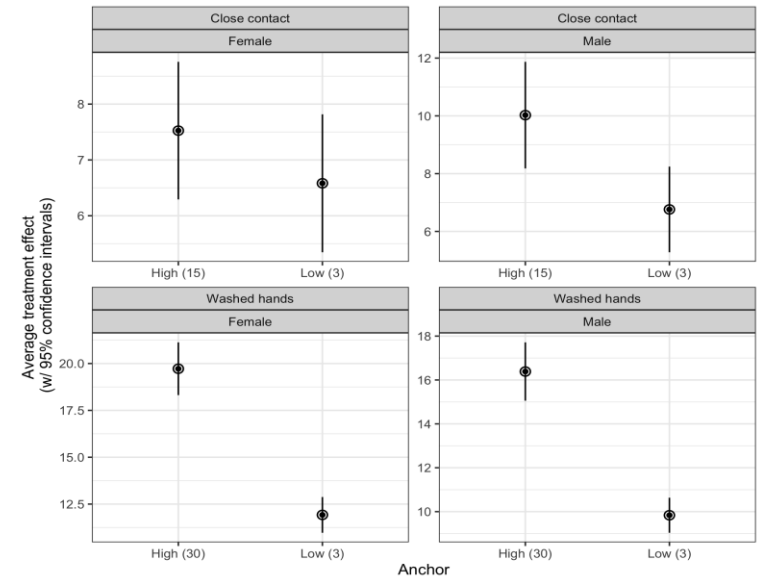 Close contact
Female
8
7
6
High (15)
Low (3)
Close contact
Male
12
10
8
6
High (15)
Low (3)
Average treatment effect
(w/ 95% confidence intervals)
Washed hands
Female
20.0
17.5
15.0
12.5
High (30)
Low (3)
Washed hands
Male
18
16
14
12
10
High (30)
Low (3)
Anchor